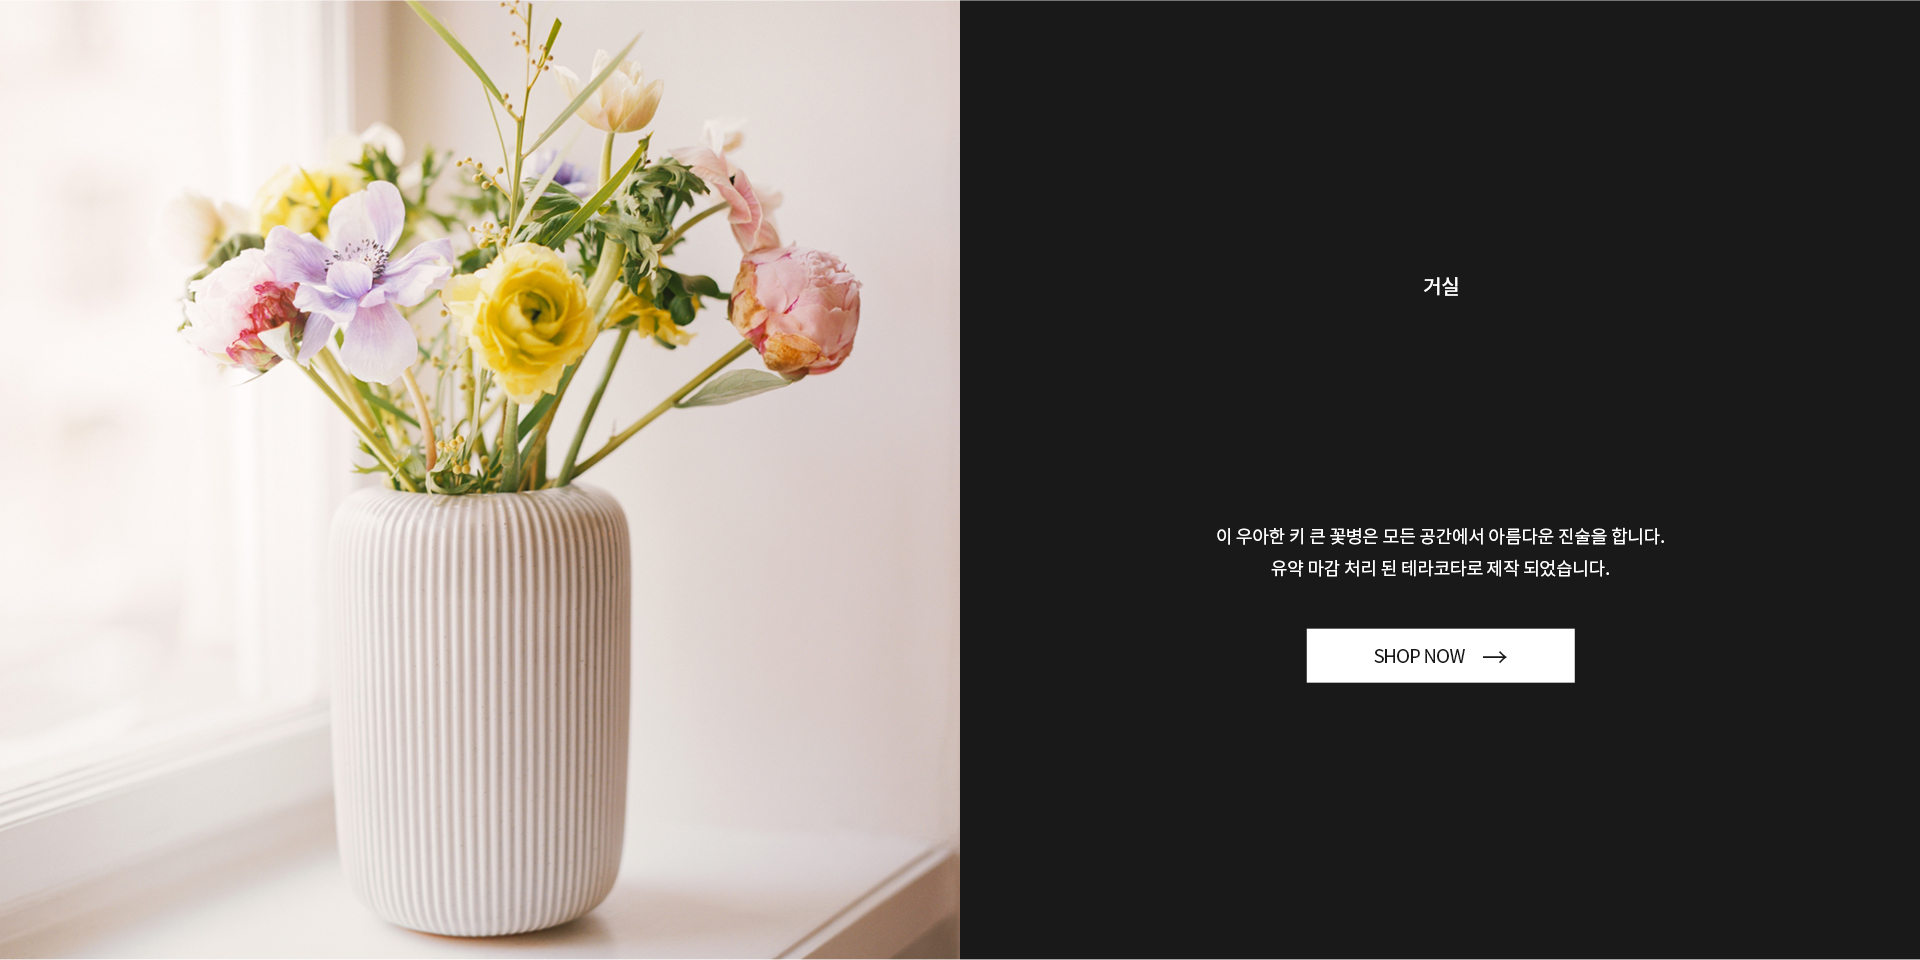 거실
이 우아한 키 큰 꽃병은 모든 공간에서 아름다운 진술을 합니다.
유약 마감 처리 된 테라코타로 제작 되었습니다.
SHOP NOW →